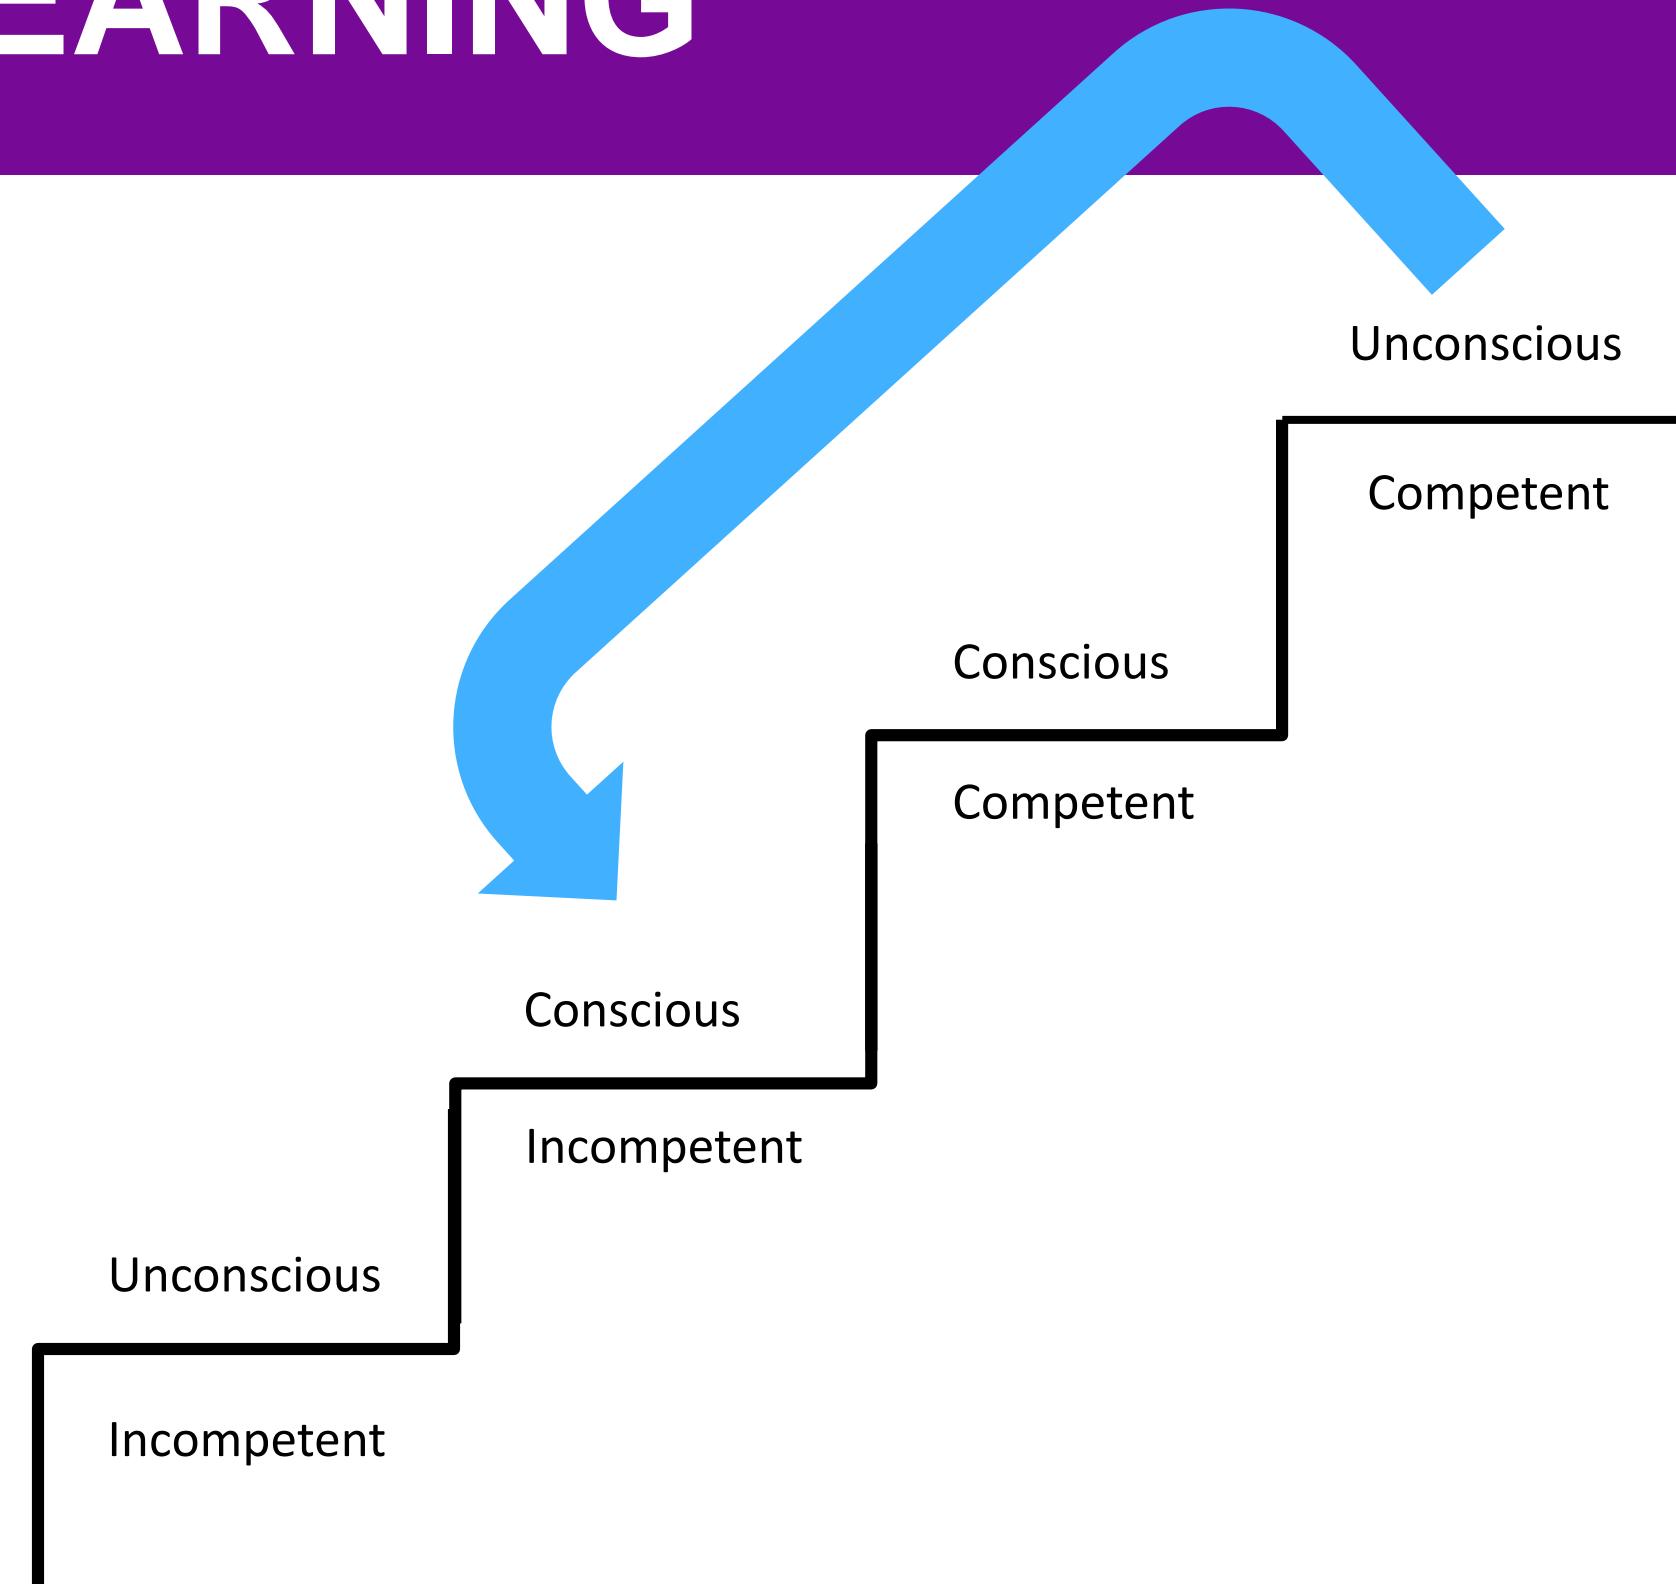 EARNING
Unconscious
Competent
Conscious
Competent
Conscious
Incompetent
Unconscious
Incompetent